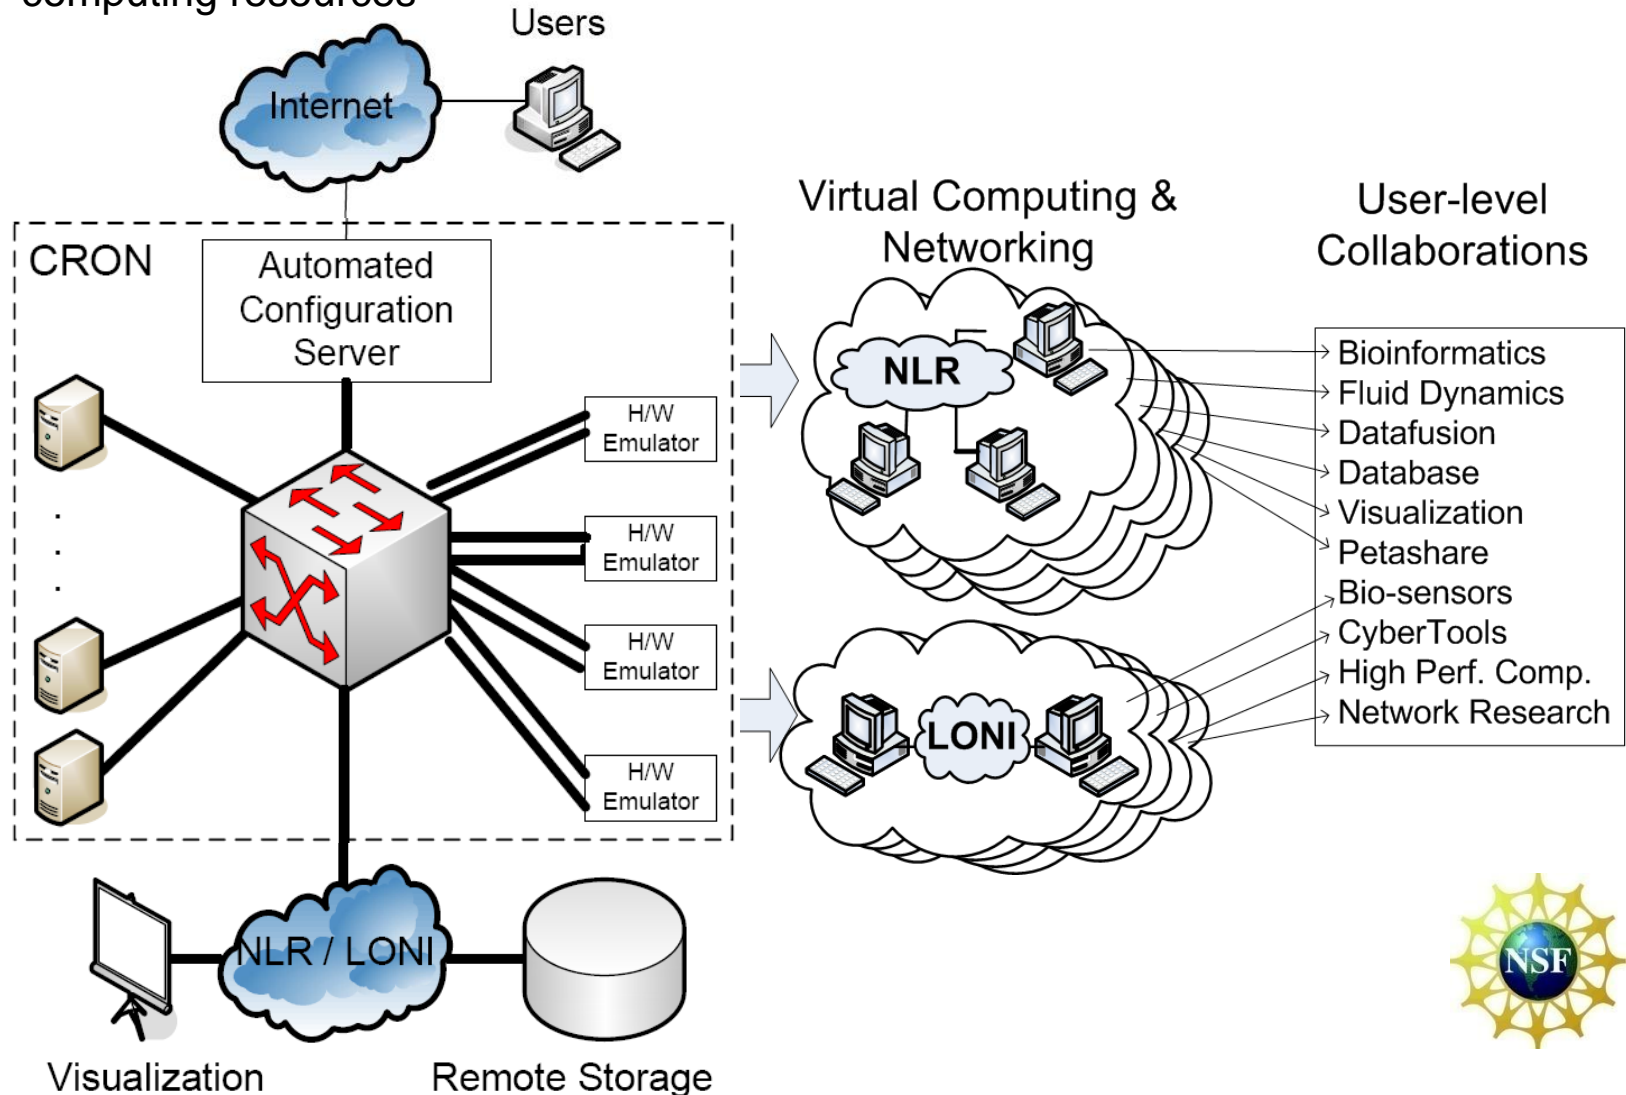 computing resources
Users
Internet
CRON
Automated
Configuration
Server
H/W
Emulator
H/W
Emulator
H/W
Emulator
H/W
Emulator
.
.
.
NLR / LONI
Visualization
Remote Storage
Virtual Computing &
Networking
NLR
LONI
User-level
Collaborations
Bioinformatics
Fluid Dynamics
Datafusion
Database
Visualization
Petashare
Bio-sensors
CyberTools
High Perf. Comp.
Network Research
NSF